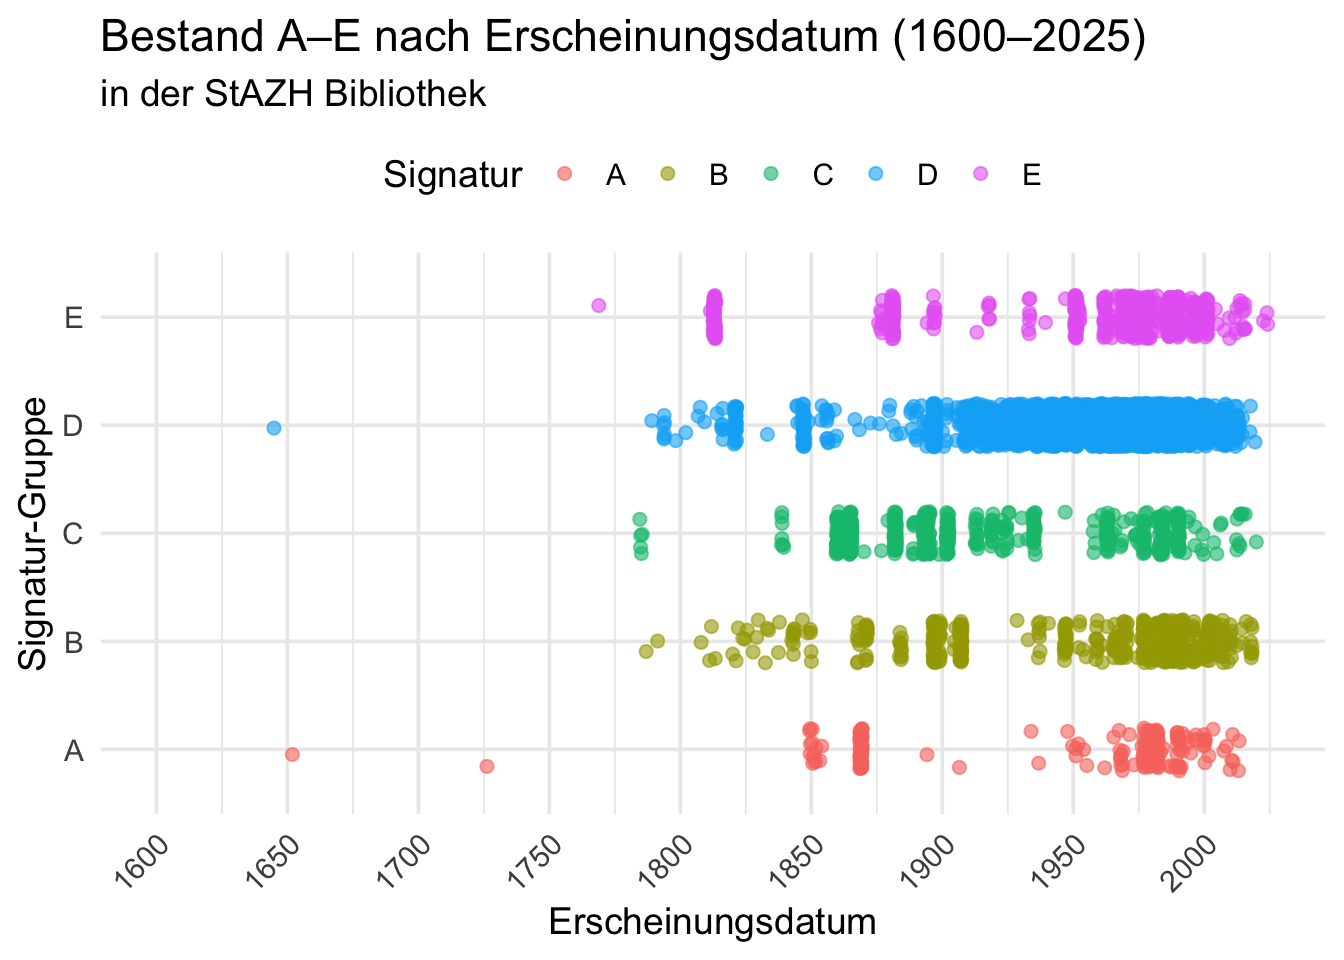 Bestand A–E nach Erscheinungsdatum (1600–2025)
in der StAZH Bibliothek
Signatur A B C D E
Signatur-Gruppe
E
D
C
B
A
1600 1650 1700 1750 1800 1850 1900 1950 2000
Erscheinungsdatum